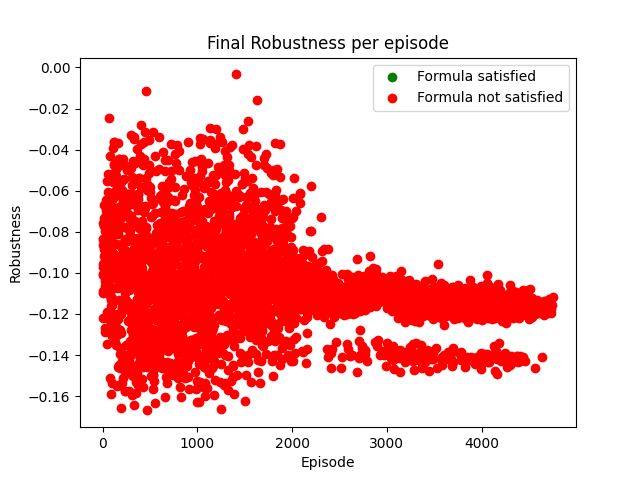 Final Robustness per episode
Formula satisfied
Formula not satisfied
Robustness
0.00
−0.02
−0.04
−0.06
−0.08
−0.10
−0.12
−0.14
−0.16
0
1000
2000
3000
4000
Episode